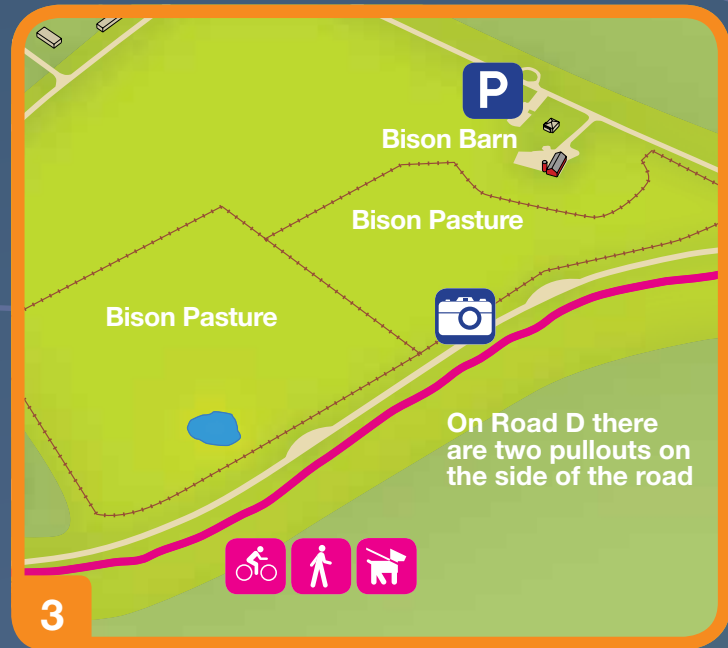 P
Bison Barn
Bison Pasture
Bison Pasture
On Road D there
are two pullouts on
the side of the road
3